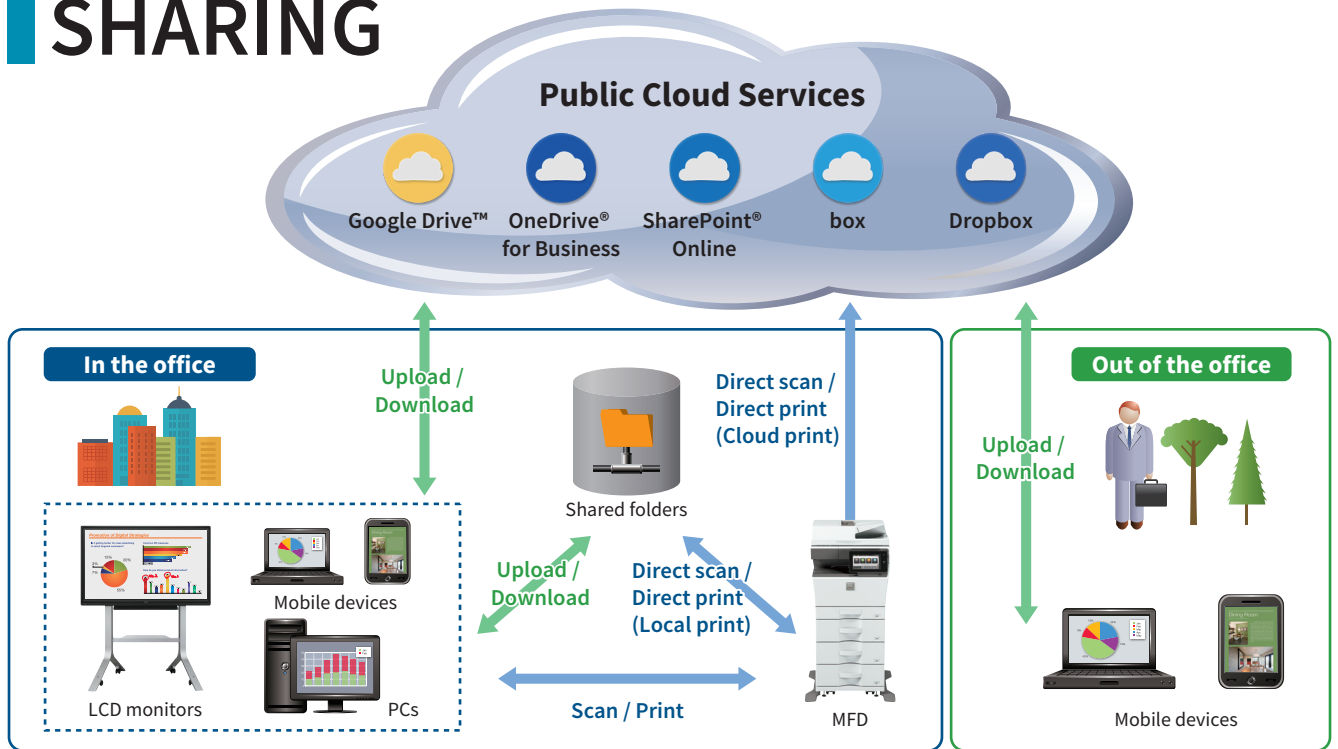 SHARING
Public Cloud Services
Google Drive™
OneDrive®
for Business
SharePoint®
Online
box
Dropbox
In the office
Upload /
Download
Shared folders
Direct scan /
Direct print
(Cloud print)
LCD monitors
Mobile devices
PCs
Upload /
Download
Direct scan /
Direct print
(Local print)
Scan / Print
MFD
Out of the office
Upload /
Download
Mobile devices